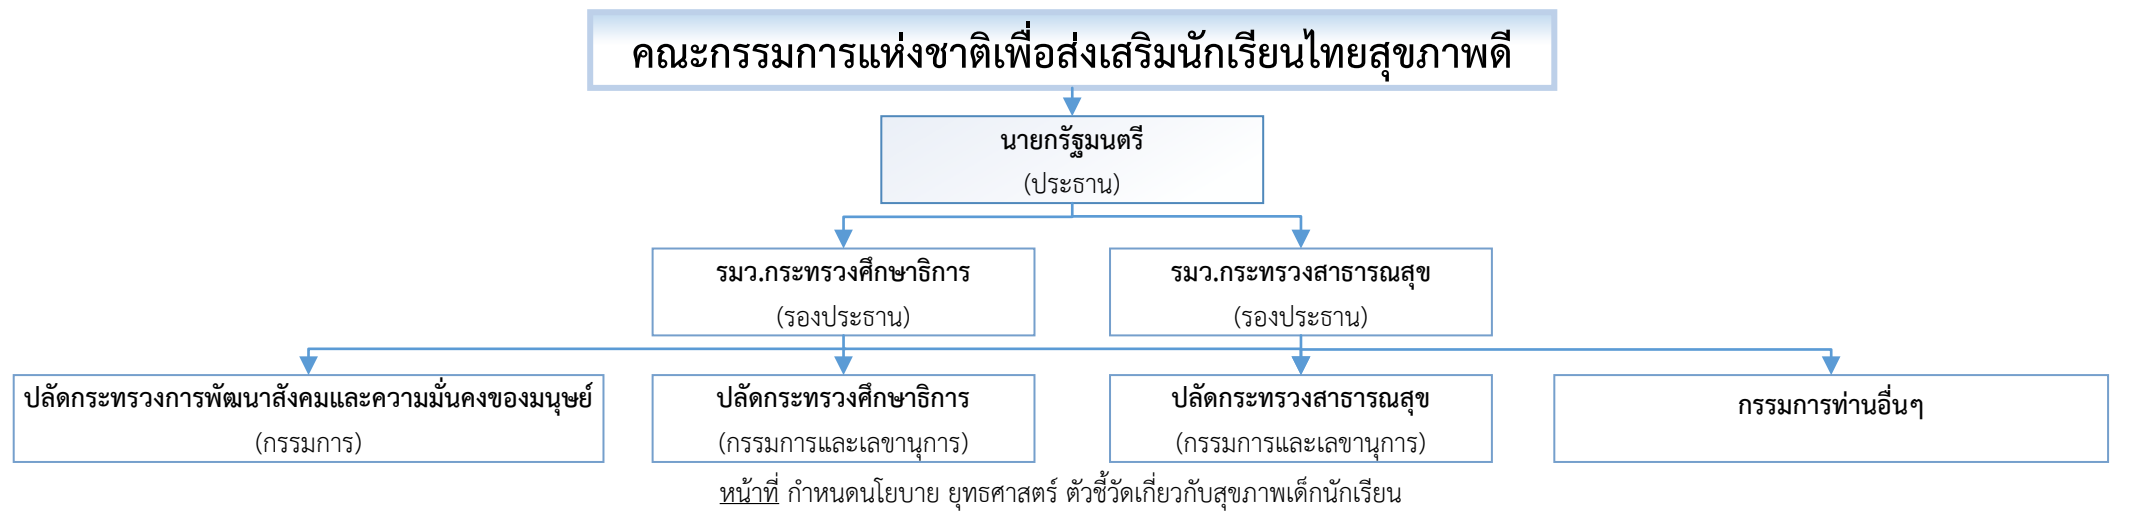 คณะกรรมการแห่งชาติเพื่อส่งเสริมนักเรียนไทยสุขภาพดี
นายกรัฐมนตรี
(ประธาน)
รมว.กระทรวงศึกษาธิการ
(รองประธาน)
รมว.กระทรวงสาธารณสุข
(รองประธาน)
ปลัดกระทรวงการพัฒนาสังคมและความมั่นคงของมนุษย์
(กรรมการ)
ปลัดกระทรวงศึกษาธิการ
(กรรมการและเลขานุการ)
ปลัดกระทรวงสาธารณสุข
(กรรมการและเลขานุการ)
กรรมการท่านอื่นๆ
หน้าที่ กำหนดนโยบาย ยุทธศาสตร์ ตัวชี้วัดเกี่ยวกับสุขภาพเด็กนักเรียน